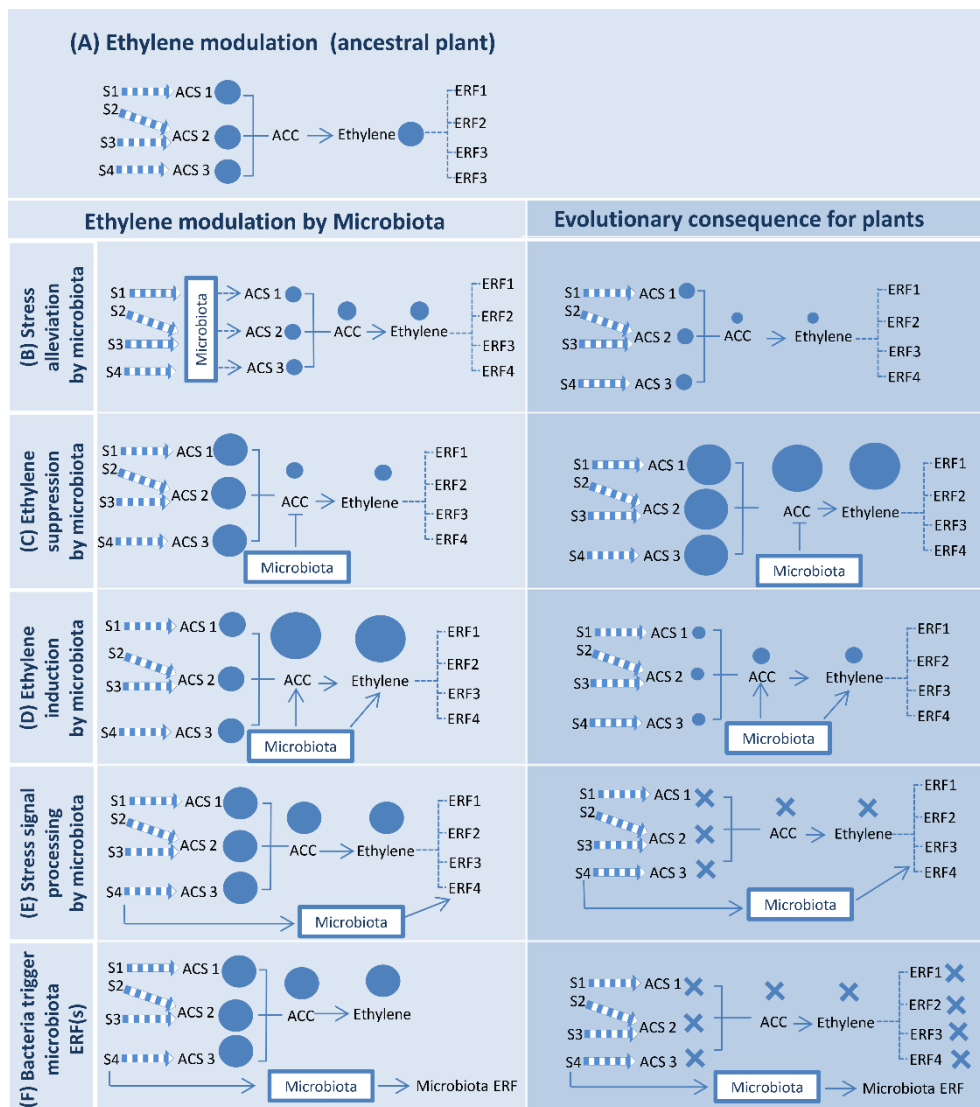 (A) Ethylene modulation (ancestral plant)
S1 ACS 1 ERF1
S2 ERF2
S3 ACS 2 ACC Ethylene
ERF3
S4 ACS 3 ERF3
Ethylene modulation by Microbiota Evolutionary consequence for plants
(B) Stress
alleviation
by microbiota
S1 ACS 1 ERF1
S2 ERF2
Microbiota
S3 ACS 2 ACC Ethylene
ERF3
S4 ACS 3 ERF4
S1 ACS 1 ERF1
S2 ERF2
S3 ACS 2 ACC Ethylene
ERF3
S4 ACS 3 ERF4
(C) Ethylene
suppression
by microbiota
S1 ACS 1 ERF1
S2 ERF2
S3 ACS 2 ACC Ethylene
ERF3
S4 ACS 3 ERF4
Microbiota
S1 ACS 1 ERF1
S2 ERF2
S3 ACS 2 ACC Ethylene
ERF3
S4 ACS 3 ERF4
Microbiota
(D) Ethylene
induction
by microbiota
S1 ACS 1 ERF1
S2 ERF2
S3 ACS 2 ACC Ethylene
ERF3
S4 ACS 3 ERF4
Microbiota
S1 ACS 1 ERF1
S2 ERF2
S3 ACS 2 ACC Ethylene
ERF3
S4 ACS 3 ERF4
Microbiota
(E) Stress signal
processing
by microbiota
S1 ACS 1 ERF1
S2 ERF2
S3 ACS 2 ACC Ethylene
ERF3
S4 ACS 3 ERF4
Microbiota
S1 ACS 1 ERF1
S2 ERF2
S3 ACS 2 ACC Ethylene
ERF3
S4 ACS 3 ERF4
Microbiota
(F) Bacteria trigger
microbiota
ERF(s)
S1 ACS 1
S2
S3 ACS 2 ACC Ethylene
S4 ACS 3
Microbiota Microbiota ERF
S1 ACS 1 ERF1
S2 ERF2
S3 ACS 2 ACC Ethylene
ERF3
S4 ACS 3 ERF4
Microbiota Microbiota ERF